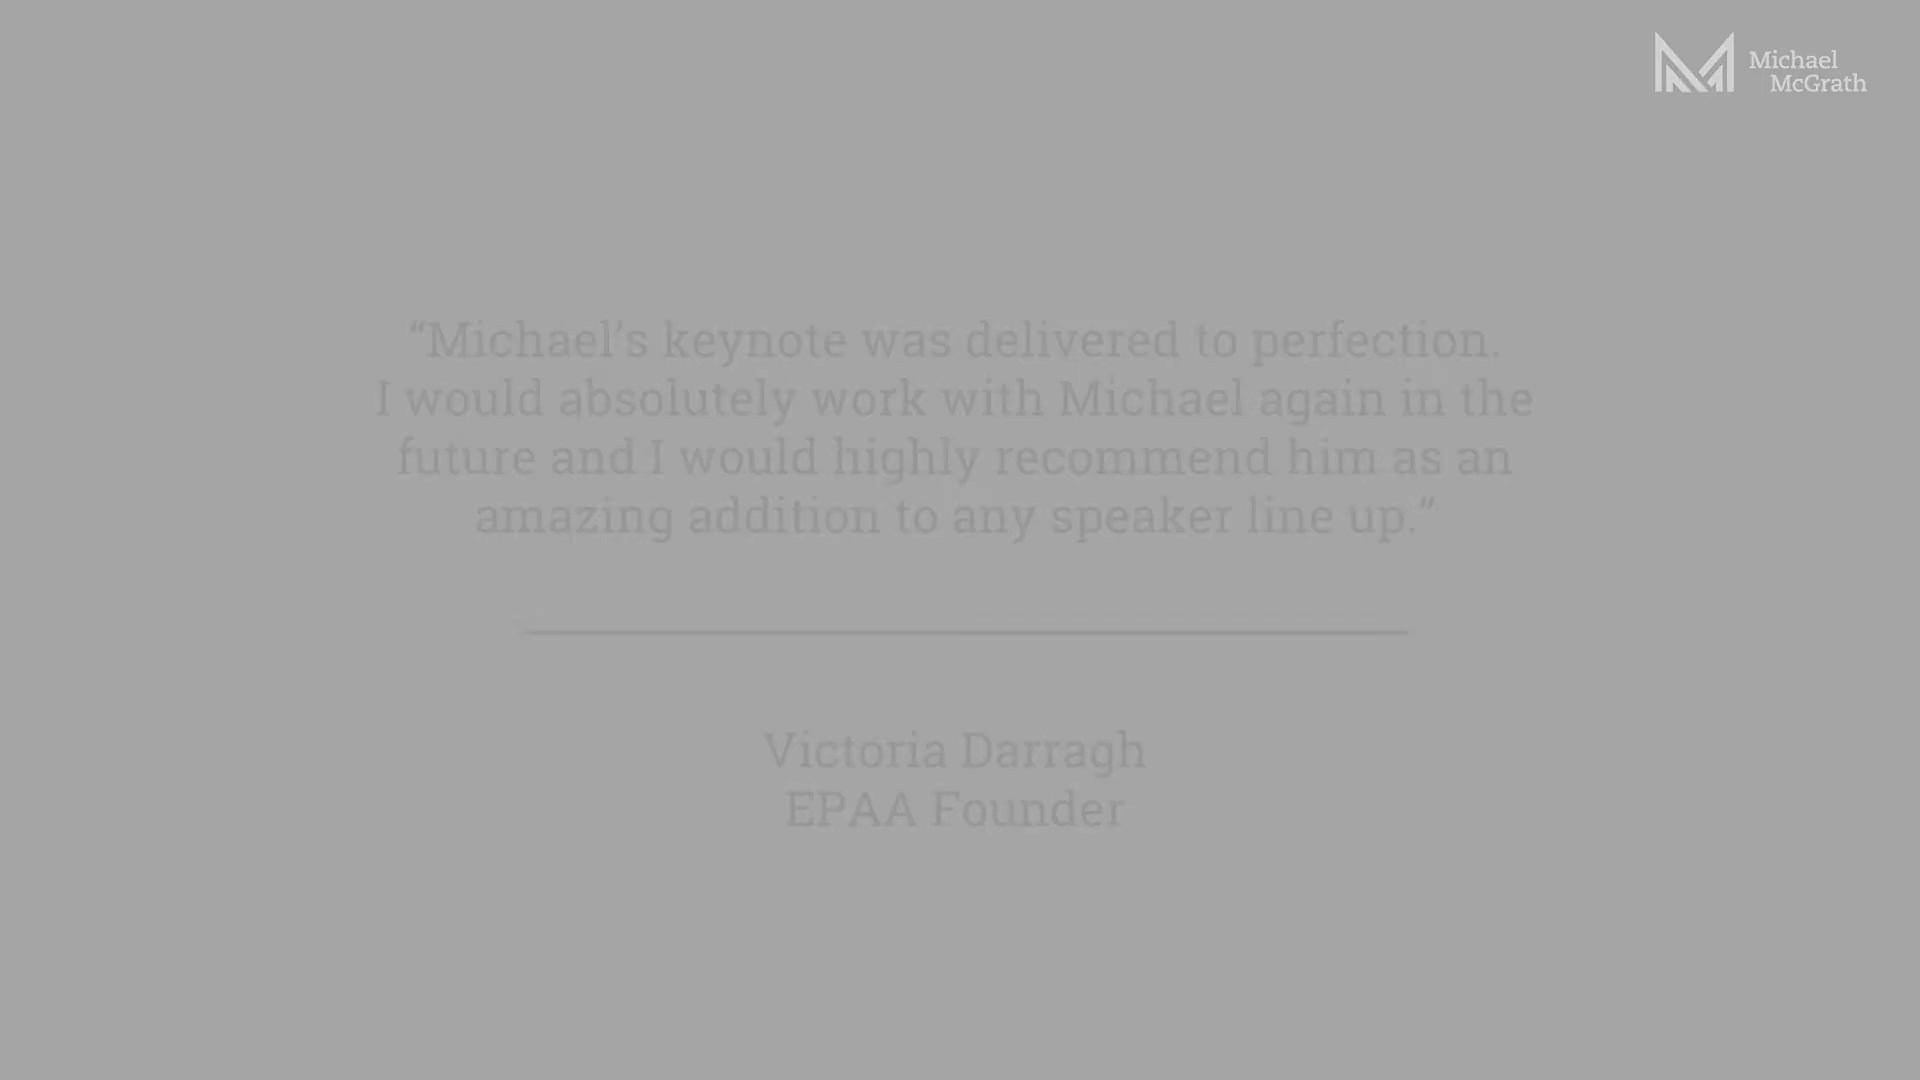 Michael
McGrath
“Michael’s keynote was delivered to perfection.
I would absolutely work with Michael again in the
future and I would highly recommend him as an
amazing addition to any speaker line up.”
Victoria Darragh
EPAA Founder